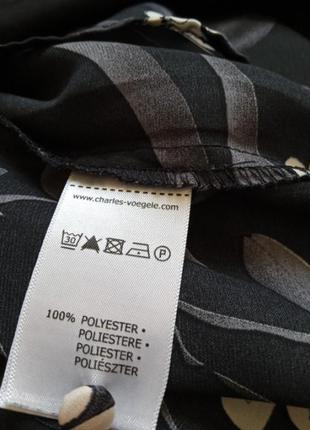 www.charles-voegele.com
30 P
100% POLYESTER •
POLIESTERE •
POLIESTER •
POLIÉSZTER